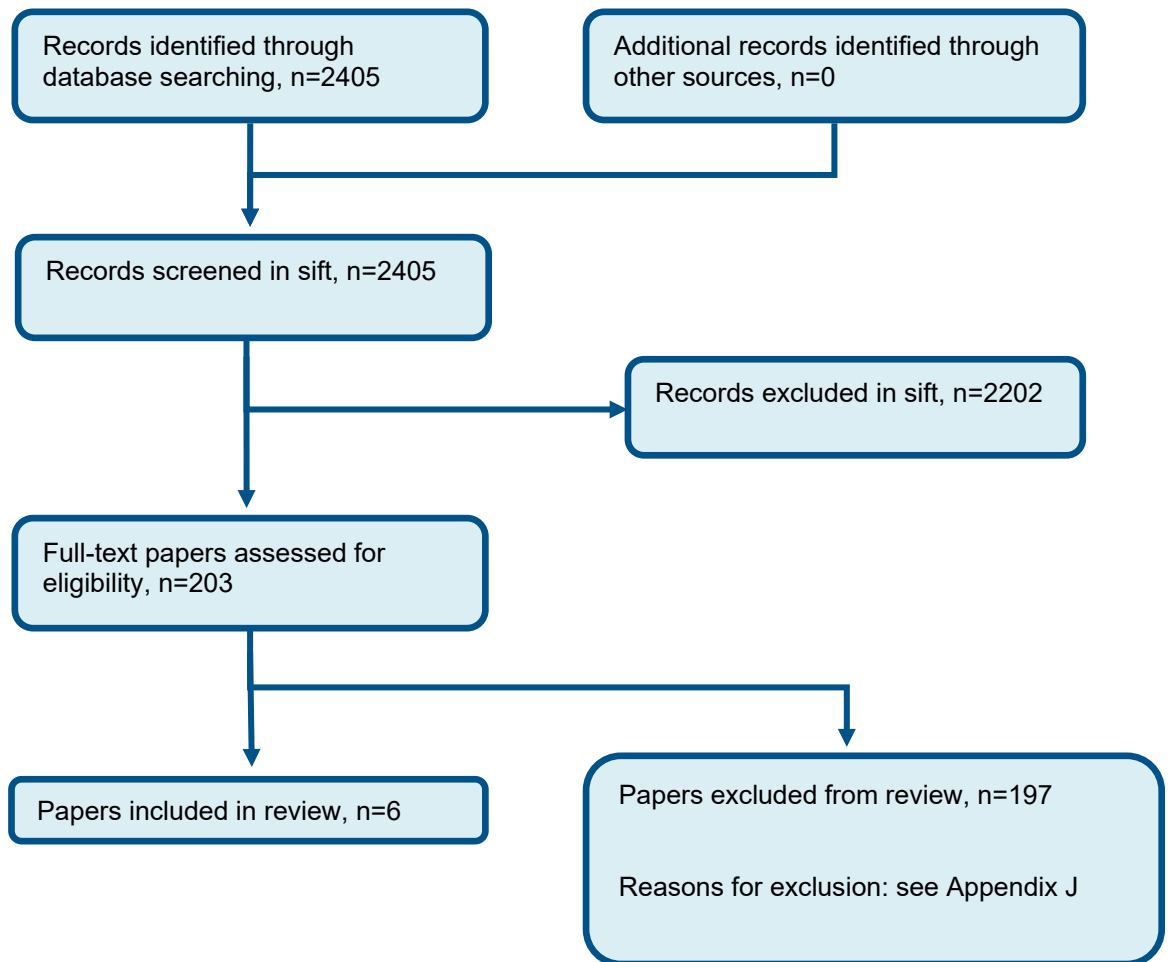 Records identified through
database searching, n=2405
Additional records identified through
other sources, n=0
Records screened in sift, n=2405
Records excluded in sift, n=2202
Full-text papers assessed for
eligibility, n=203
Papers included in review, n=6
Papers excluded from review, n=197
Reasons for exclusion: see Appendix J